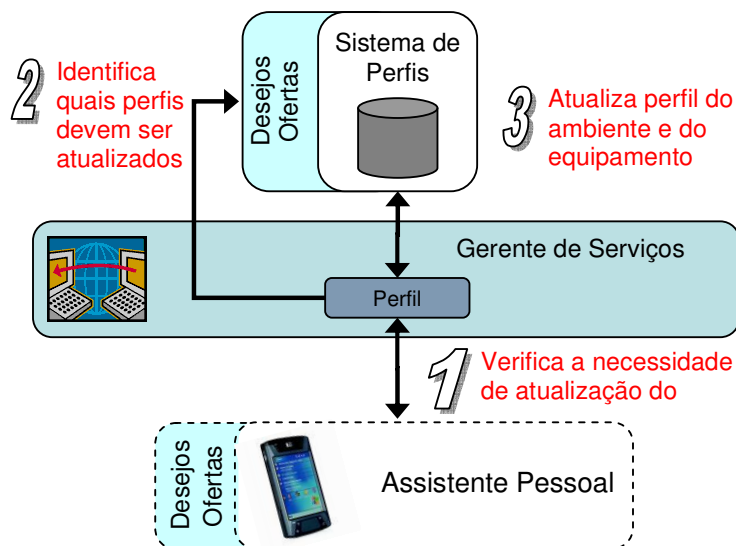 2
Identifica
quais perfis
devem ser
atualizados
Desejos
Ofertas
Sistema de
Perfis
3
Atualiza perfil do
ambiente e do
equipamento
Gerente de Serviços
Perfil
1
Verifica a necessidade
de atualização do
Desejos
Ofertas
Assistente Pessoal